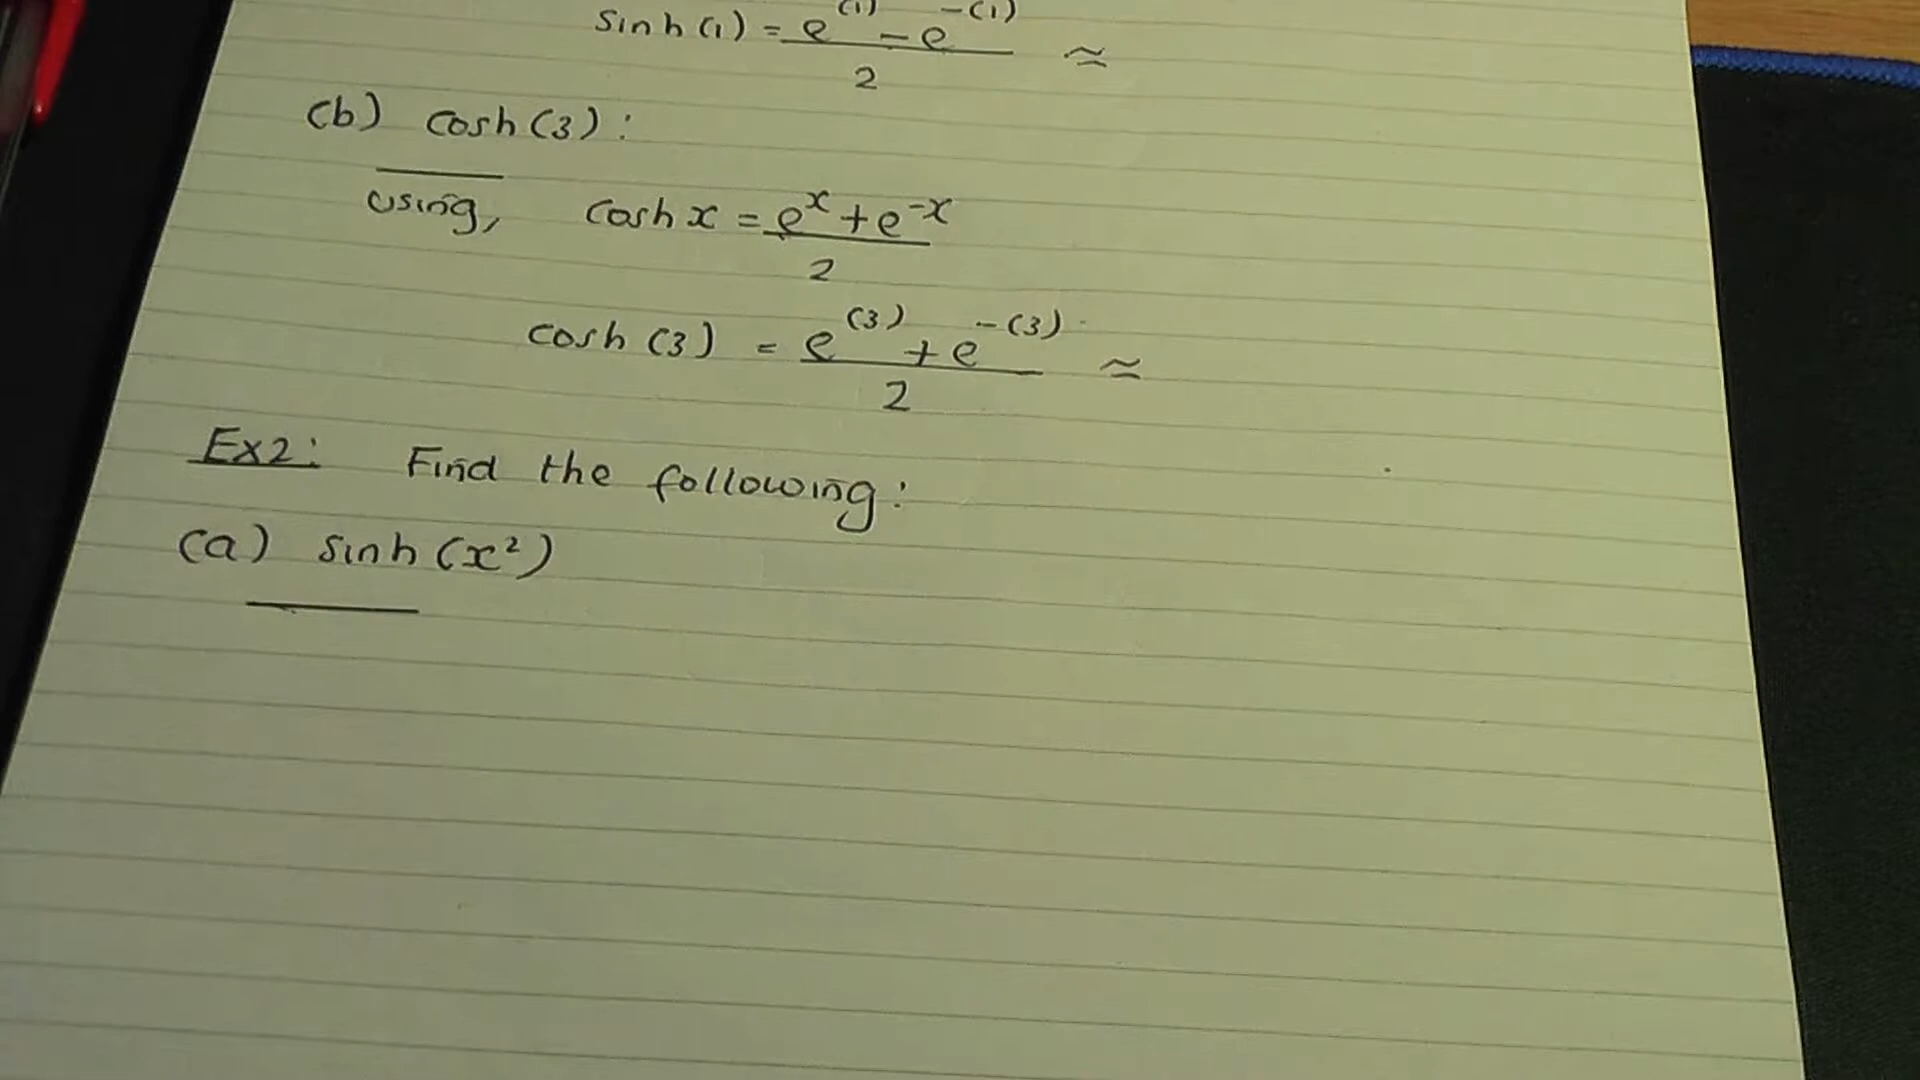 sinh(1) = e^(1) - e^-(1) / 2 ≈
(b) cosh(3):
using, cosh x = e^x + e^-x / 2
cosh(3) = e^(3) + e^-(3) / 2 ≈
Ex2: Find the following:
(a) sinh(x²)